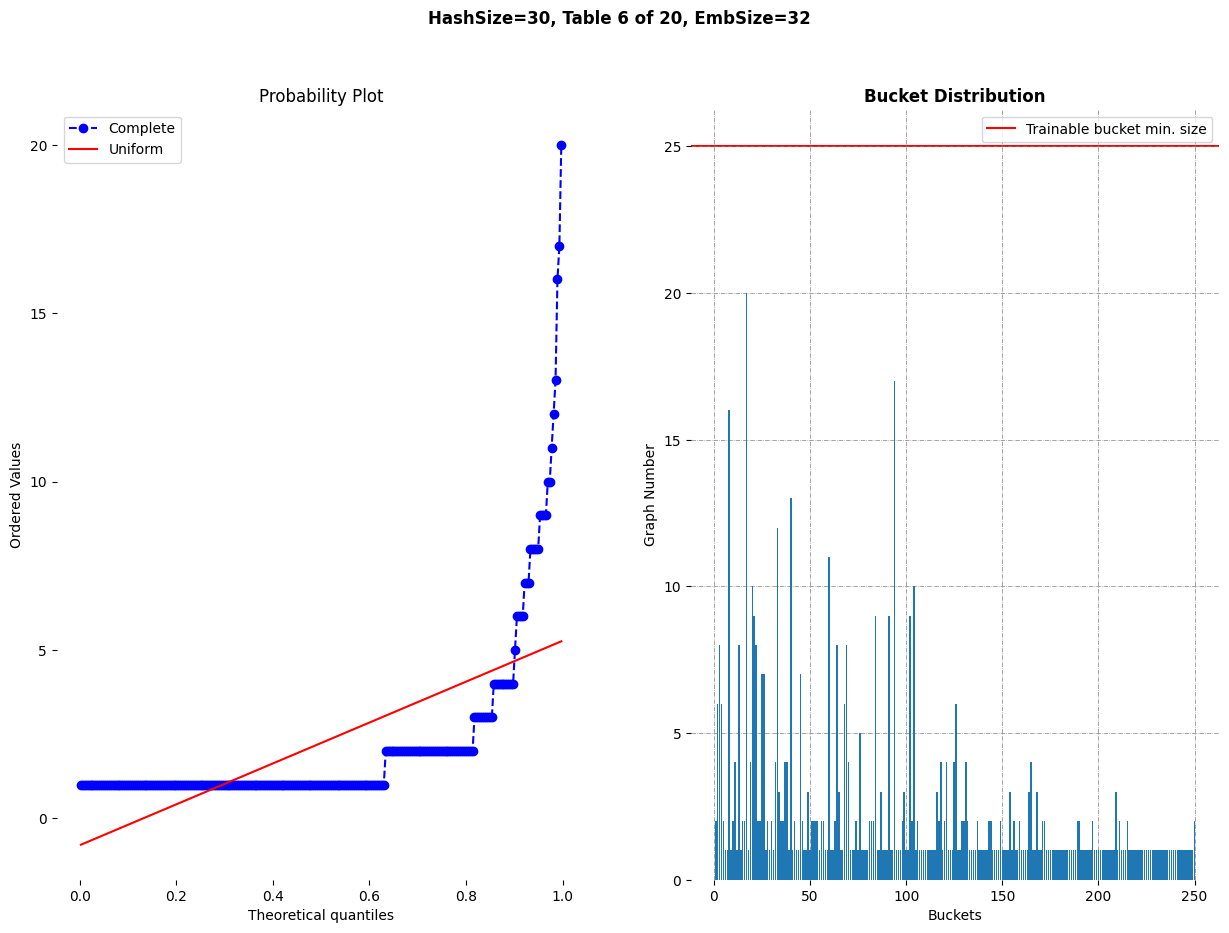 HashSize=30, Table 6 of 20, EmbSize=32
Probability Plot
Complete
Uniform
Ordered Values
20
15
10
5
0
0.0 0.2 0.4 0.6 0.8 1.0
Theoretical quantiles
Bucket Distribution
Trainable bucket min. size
Graph Number
25
20
15
10
5
0
0 50 100 150 200 250
Buckets